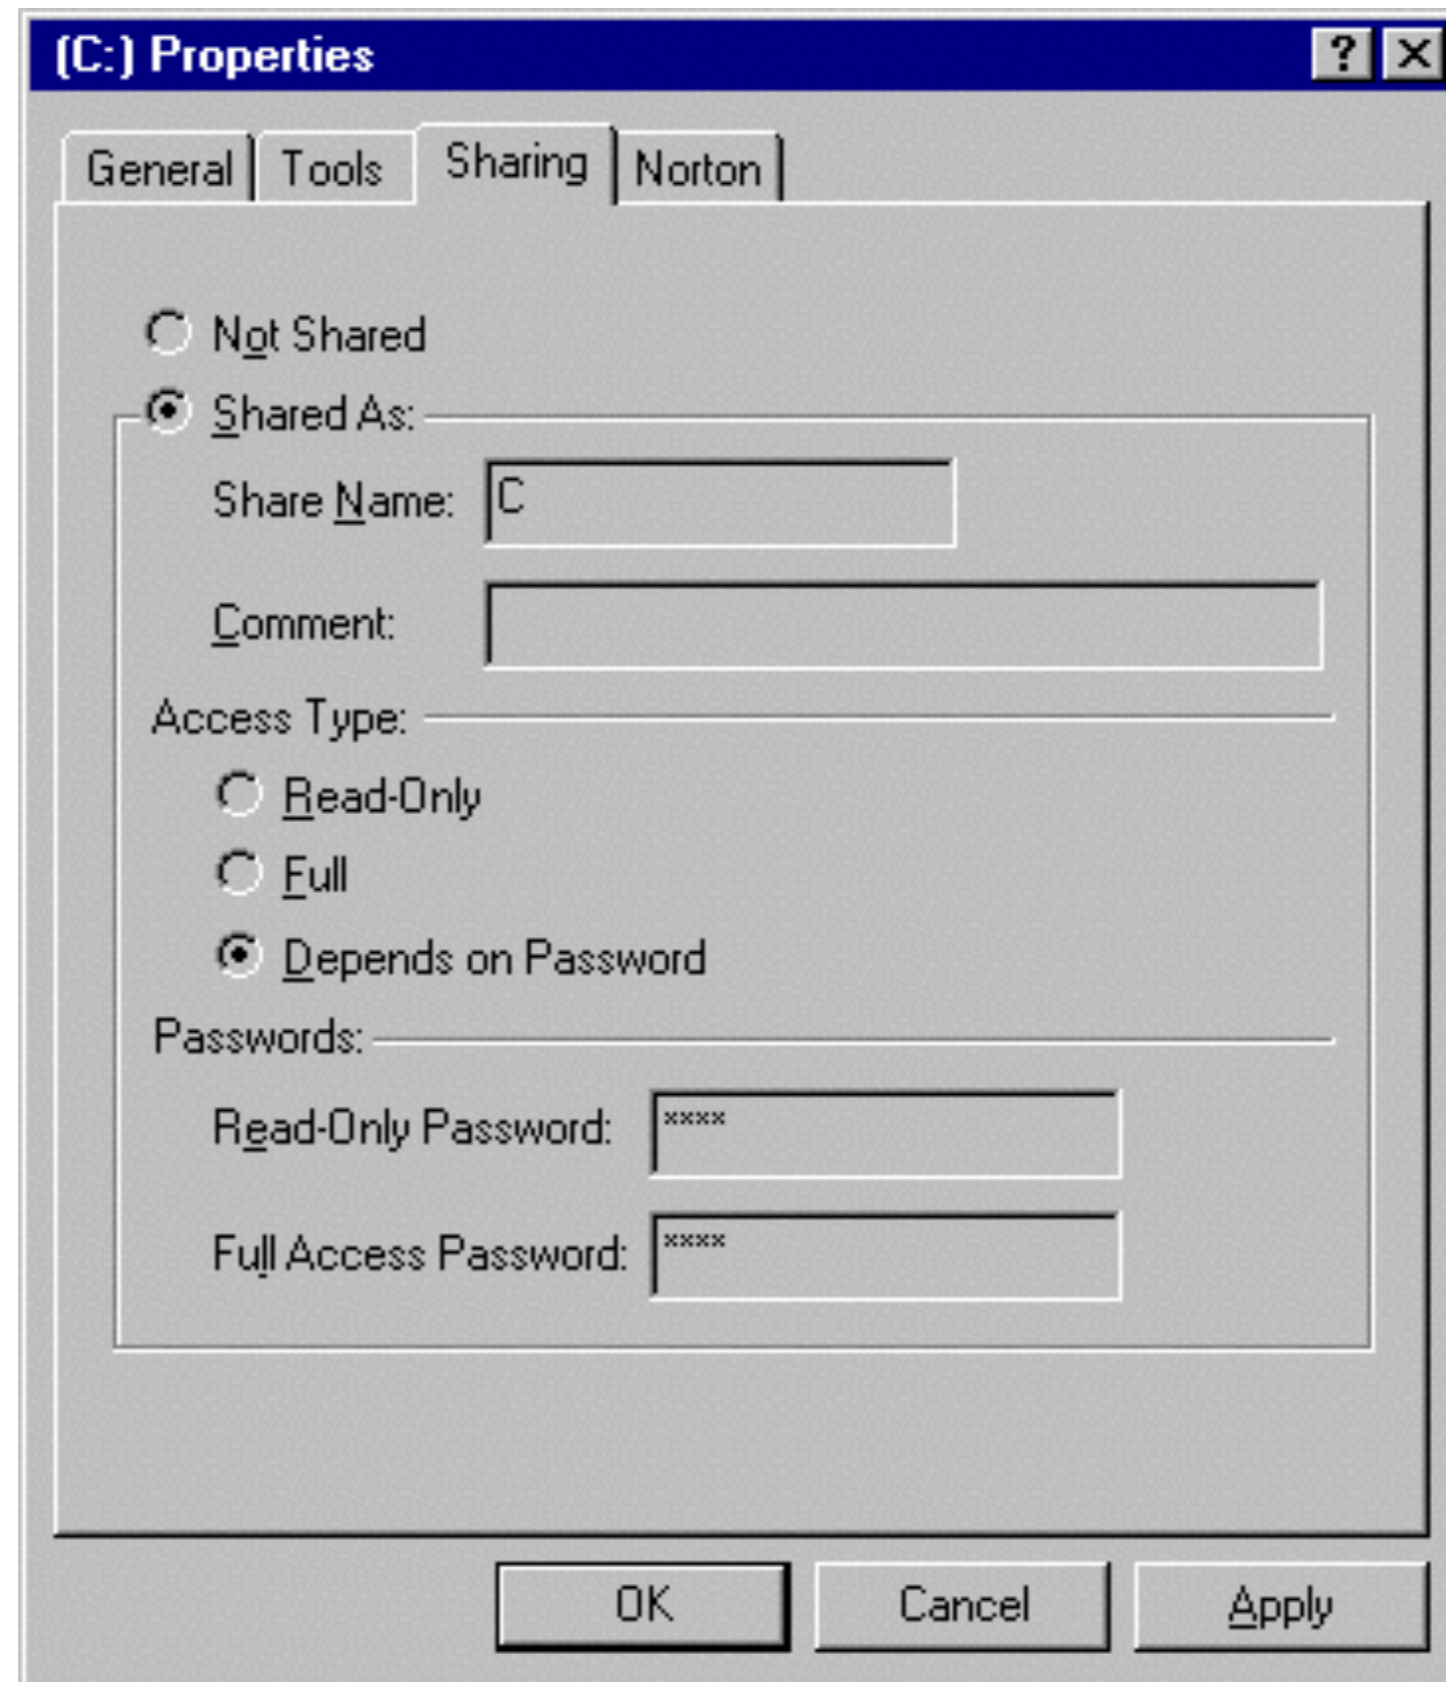 (C:) Properties
General Tools Sharing Norton
Not Shared
Shared As:
Share Name: C
Comment:
Access Type:
Read-Only
Full
Depends on Password
Passwords:
Read-Only Password: ****
Full Access Password: ****
OK Cancel Apply